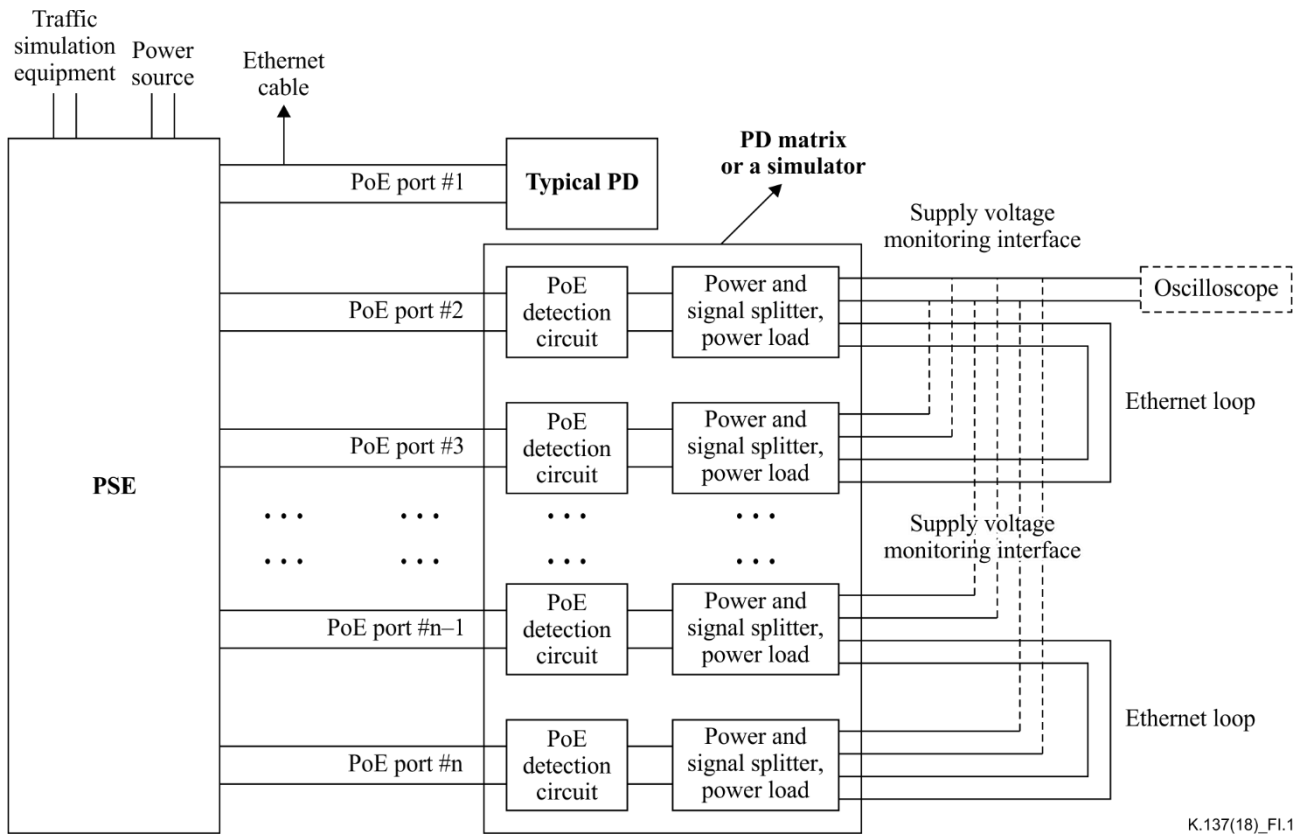 Traffic
simulation
equipment
Power
source
Ethernet
cable
PoE port #1
Typical PD
PD matrix
or a simulator
Supply voltage
monitoring interface
PoE port #2
PoE
detection
circuit
Power and
signal splitter,
power load
Oscilloscope
Ethernet loop
PoE port #3
PoE
detection
circuit
Power and
signal splitter,
power load
PSE
• • •
• • •
• • •
• • •
Supply voltage
monitoring interface
• • •
• • •
• • •
• • •
PoE port #n–1
PoE
detection
circuit
Power and
signal splitter,
power load
Ethernet loop
PoE port #n
PoE
detection
circuit
Power and
signal splitter,
power load
K.137(18)_FI.1